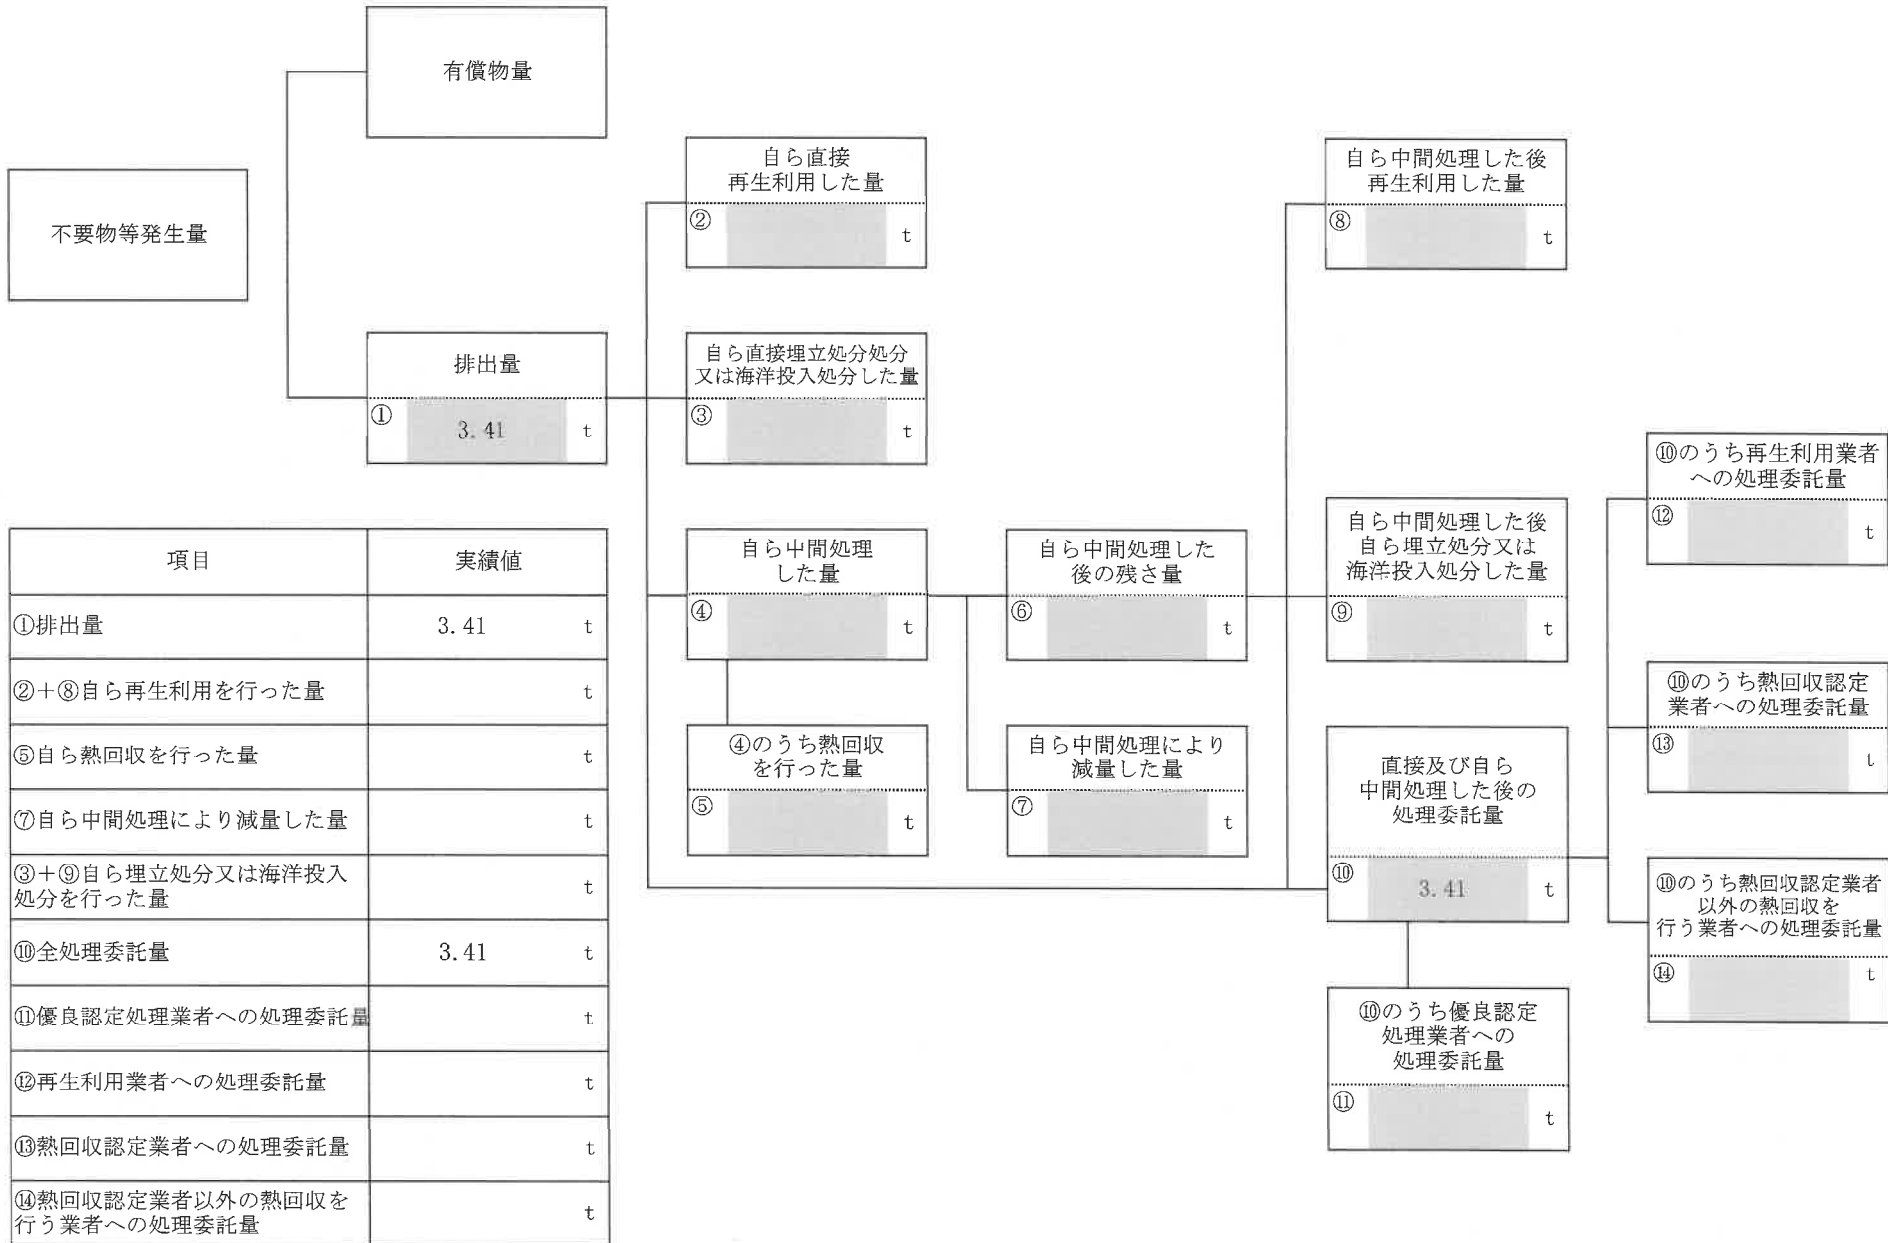 有償物量
不要物等発生量
排出量
① 3.41 t
自ら直接
再生利用した量
② t
自ら直接埋立処分処分
又は海洋投入処分した量
③ t
自ら中間処理
した量
④ t
④のうち熱回収
を行った量
⑤ t
自ら中間処理した
後の残さ量
⑥ t
自ら中間処理により
減量した量
⑦ t
自ら中間処理した後
再生利用した量
⑧ t
自ら中間処理した後
自ら埋立処分又は
海洋投入処分した量
⑨ t
直接及び自ら
中間処理した後の
処理委託量
⑩ 3.41 t
⑩のうち優良認定
処理業者への
処理委託量
⑪ t
⑩のうち再生利用業者
への処理委託量
⑫ t
⑩のうち熱回収認定
業者への処理委託量
⑬ t
⑩のうち熱回収認定業者
以外の熱回収を
行う業者への処理委託量
⑭ t
項目 実績値
①排出量 3.41 t
②+⑧自ら再生利用を行った量 t
⑤自ら熱回収を行った量 t
⑦自ら中間処理により減量した量 t
③+⑨自ら埋立処分又は海洋投入
処分を行った量 t
⑩全処理委託量 3.41 t
⑪優良認定処理業者への処理委託量 t
⑫再生利用業者への処理委託量 t
⑬熱回収認定業者への処理委託量 t
⑭熱回収認定業者以外の熱回収を
行う業者への処理委託量 t